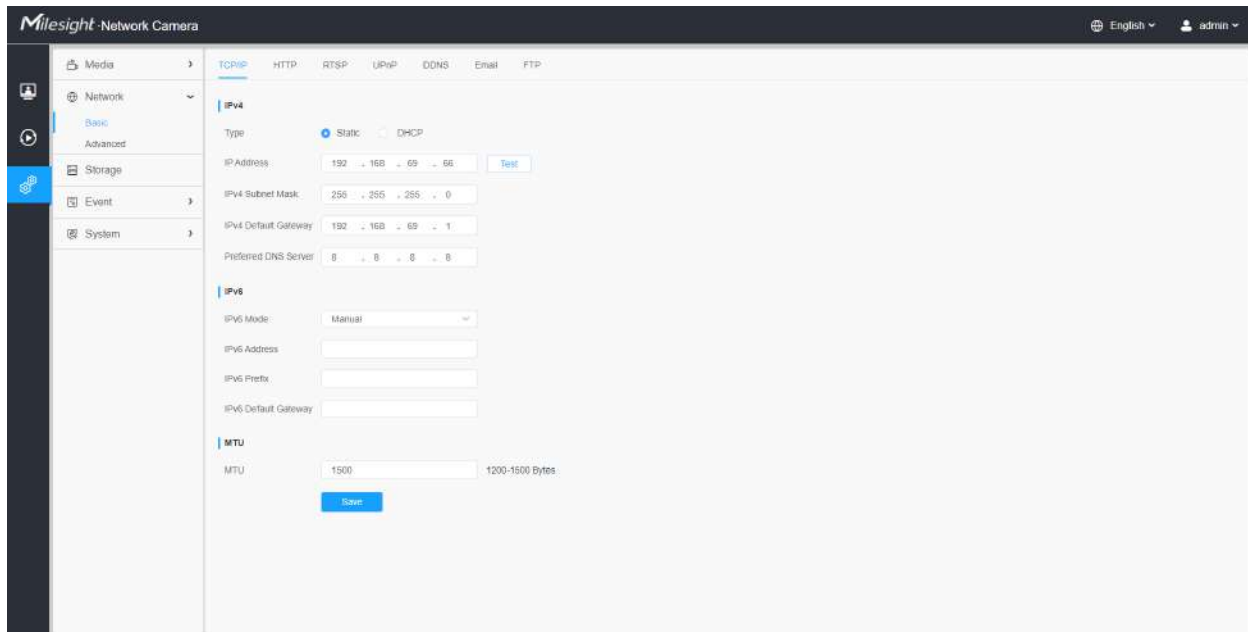 Milesight Network Camera
English
admin
Media
Network
Basic
Advanced
Storage
Event
System
TCP/IP HTTP RTSP UPnP DDNS Email FTP
IPv4
Type Static DHCP
IP Address 192 . 168 . 69 . 66 Test
IPv4 Subnet Mask 255 . 255 . 255 . 0
IPv4 Default Gateway 192 . 168 . 69 . 1
Preferred DNS Server 8 . 8 . 8 . 8
IPv6
IPv6 Mode Manual
IPv6 Address
IPv6 Prefix
IPv6 Default Gateway
MTU
MTU 1500 1200-1500 Bytes
Save